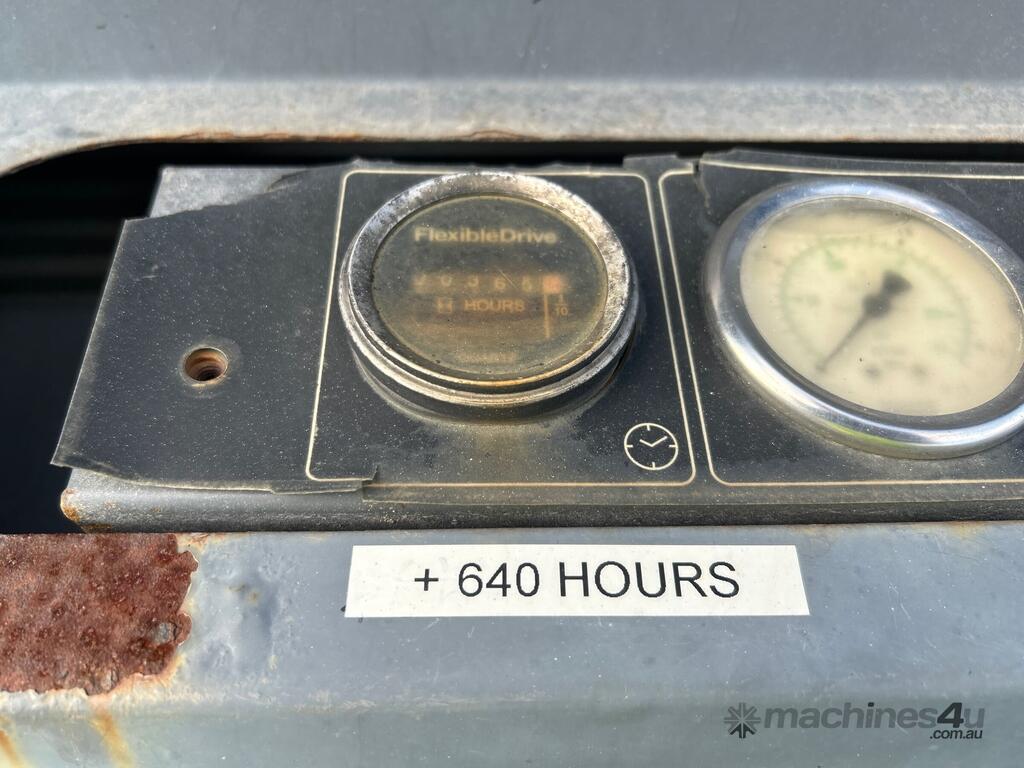 FlexibleDrive
HOURS
1/10
+ 640 HOURS
machines4u
.com.au